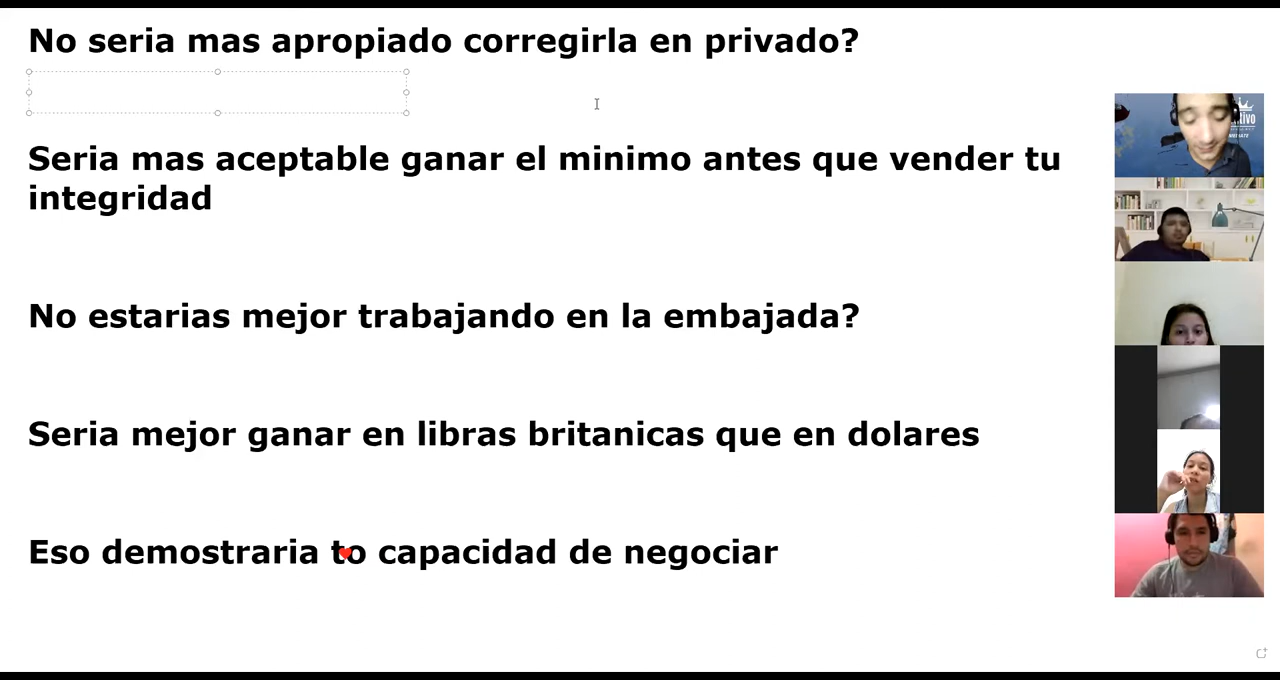 No seria mas apropiado corregirla en privado?
Seria mas aceptable ganar el minimo antes que vender tu
integridad
No estarias mejor trabajando en la embajada?
Seria mejor ganar en libras britanicas que en dolares
Eso demostraria to capacidad de negociar